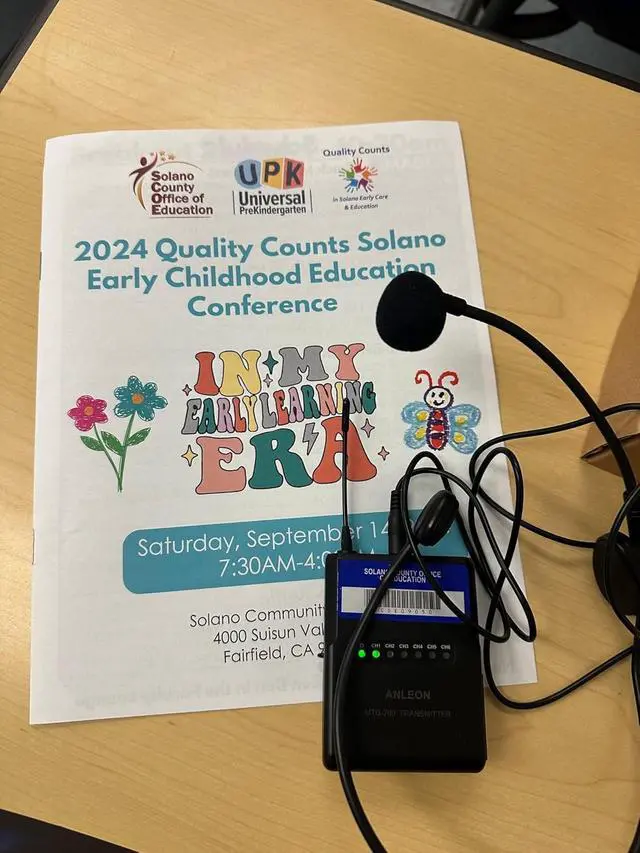 Solano
County
Office of
Education
UPK
Universal
PreKindergarten
Quality Counts
in Solano Early Care
& Education
2024 Quality Counts Solano
Early Childhood Education
Conference
IN MY
EARLY LEARNING
ERA
Saturday, September 14
7:30AM-4:
Solano Community
4000 Suisun Val
Fairfield, CA
SOLANO COUNTY OFFICE
OF EDUCATION
CH1 CH2 CH3 CH4 CH5 CH6
ANLEON
TRANSMITTER